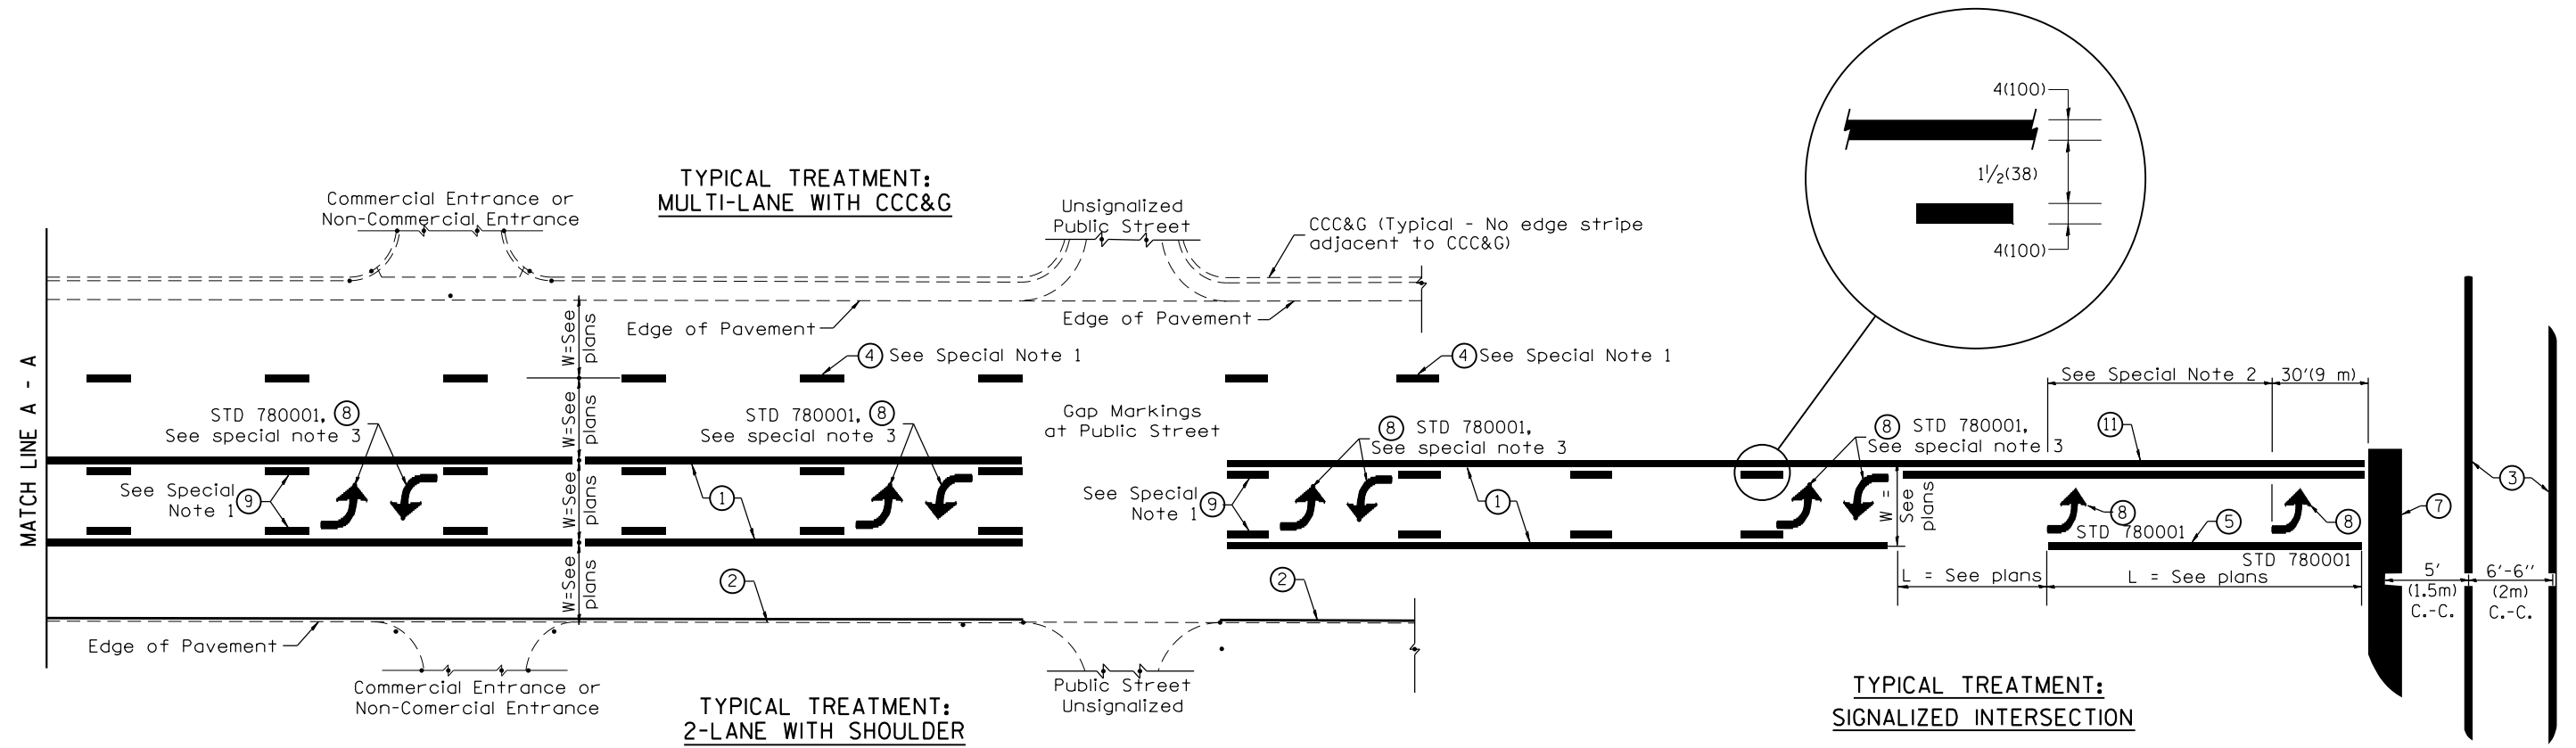 4(100)
1½(38)
4(100)
TYPICAL TREATMENT:
MULTI-LANE WITH CCC&G
Commercial Entrance or
Non-Commercial Entrance
Unsignalized
Public Street
CCC&G (Typical - No edge stripe
adjacent to CCC&G)
Edge of Pavement
Edge of Pavement
W=See
plans
④ See Special Note 1
④ See Special Note 1
MATCH LINE A - A
See Special Note 2
30'(9 m)
STD 780001, ⑧
See special note 3
W=See
plans
STD 780001, ⑧
See special note 3
Gap Markings
at Public Street
⑧ STD 780001,
See special note 3
⑧ STD 780001,
See special note 3
⑪
③
See Special
Note 1
⑨
W=See
plans
①
See Special
Note 1
⑨
①
W =
See
plans
⑧
STD 780001
⑤
⑧
⑦
STD 780001
W=See
plans
②
②
L = See plans
L = See plans
5'
(1.5m)
C.-C.
6'-6''
(2m)
C.-C.
Edge of Pavement
Commercial Entrance or
Non-Comercial Entrance
Public Street
Unsignalized
TYPICAL TREATMENT:
2-LANE WITH SHOULDER
TYPICAL TREATMENT:
SIGNALIZED INTERSECTION